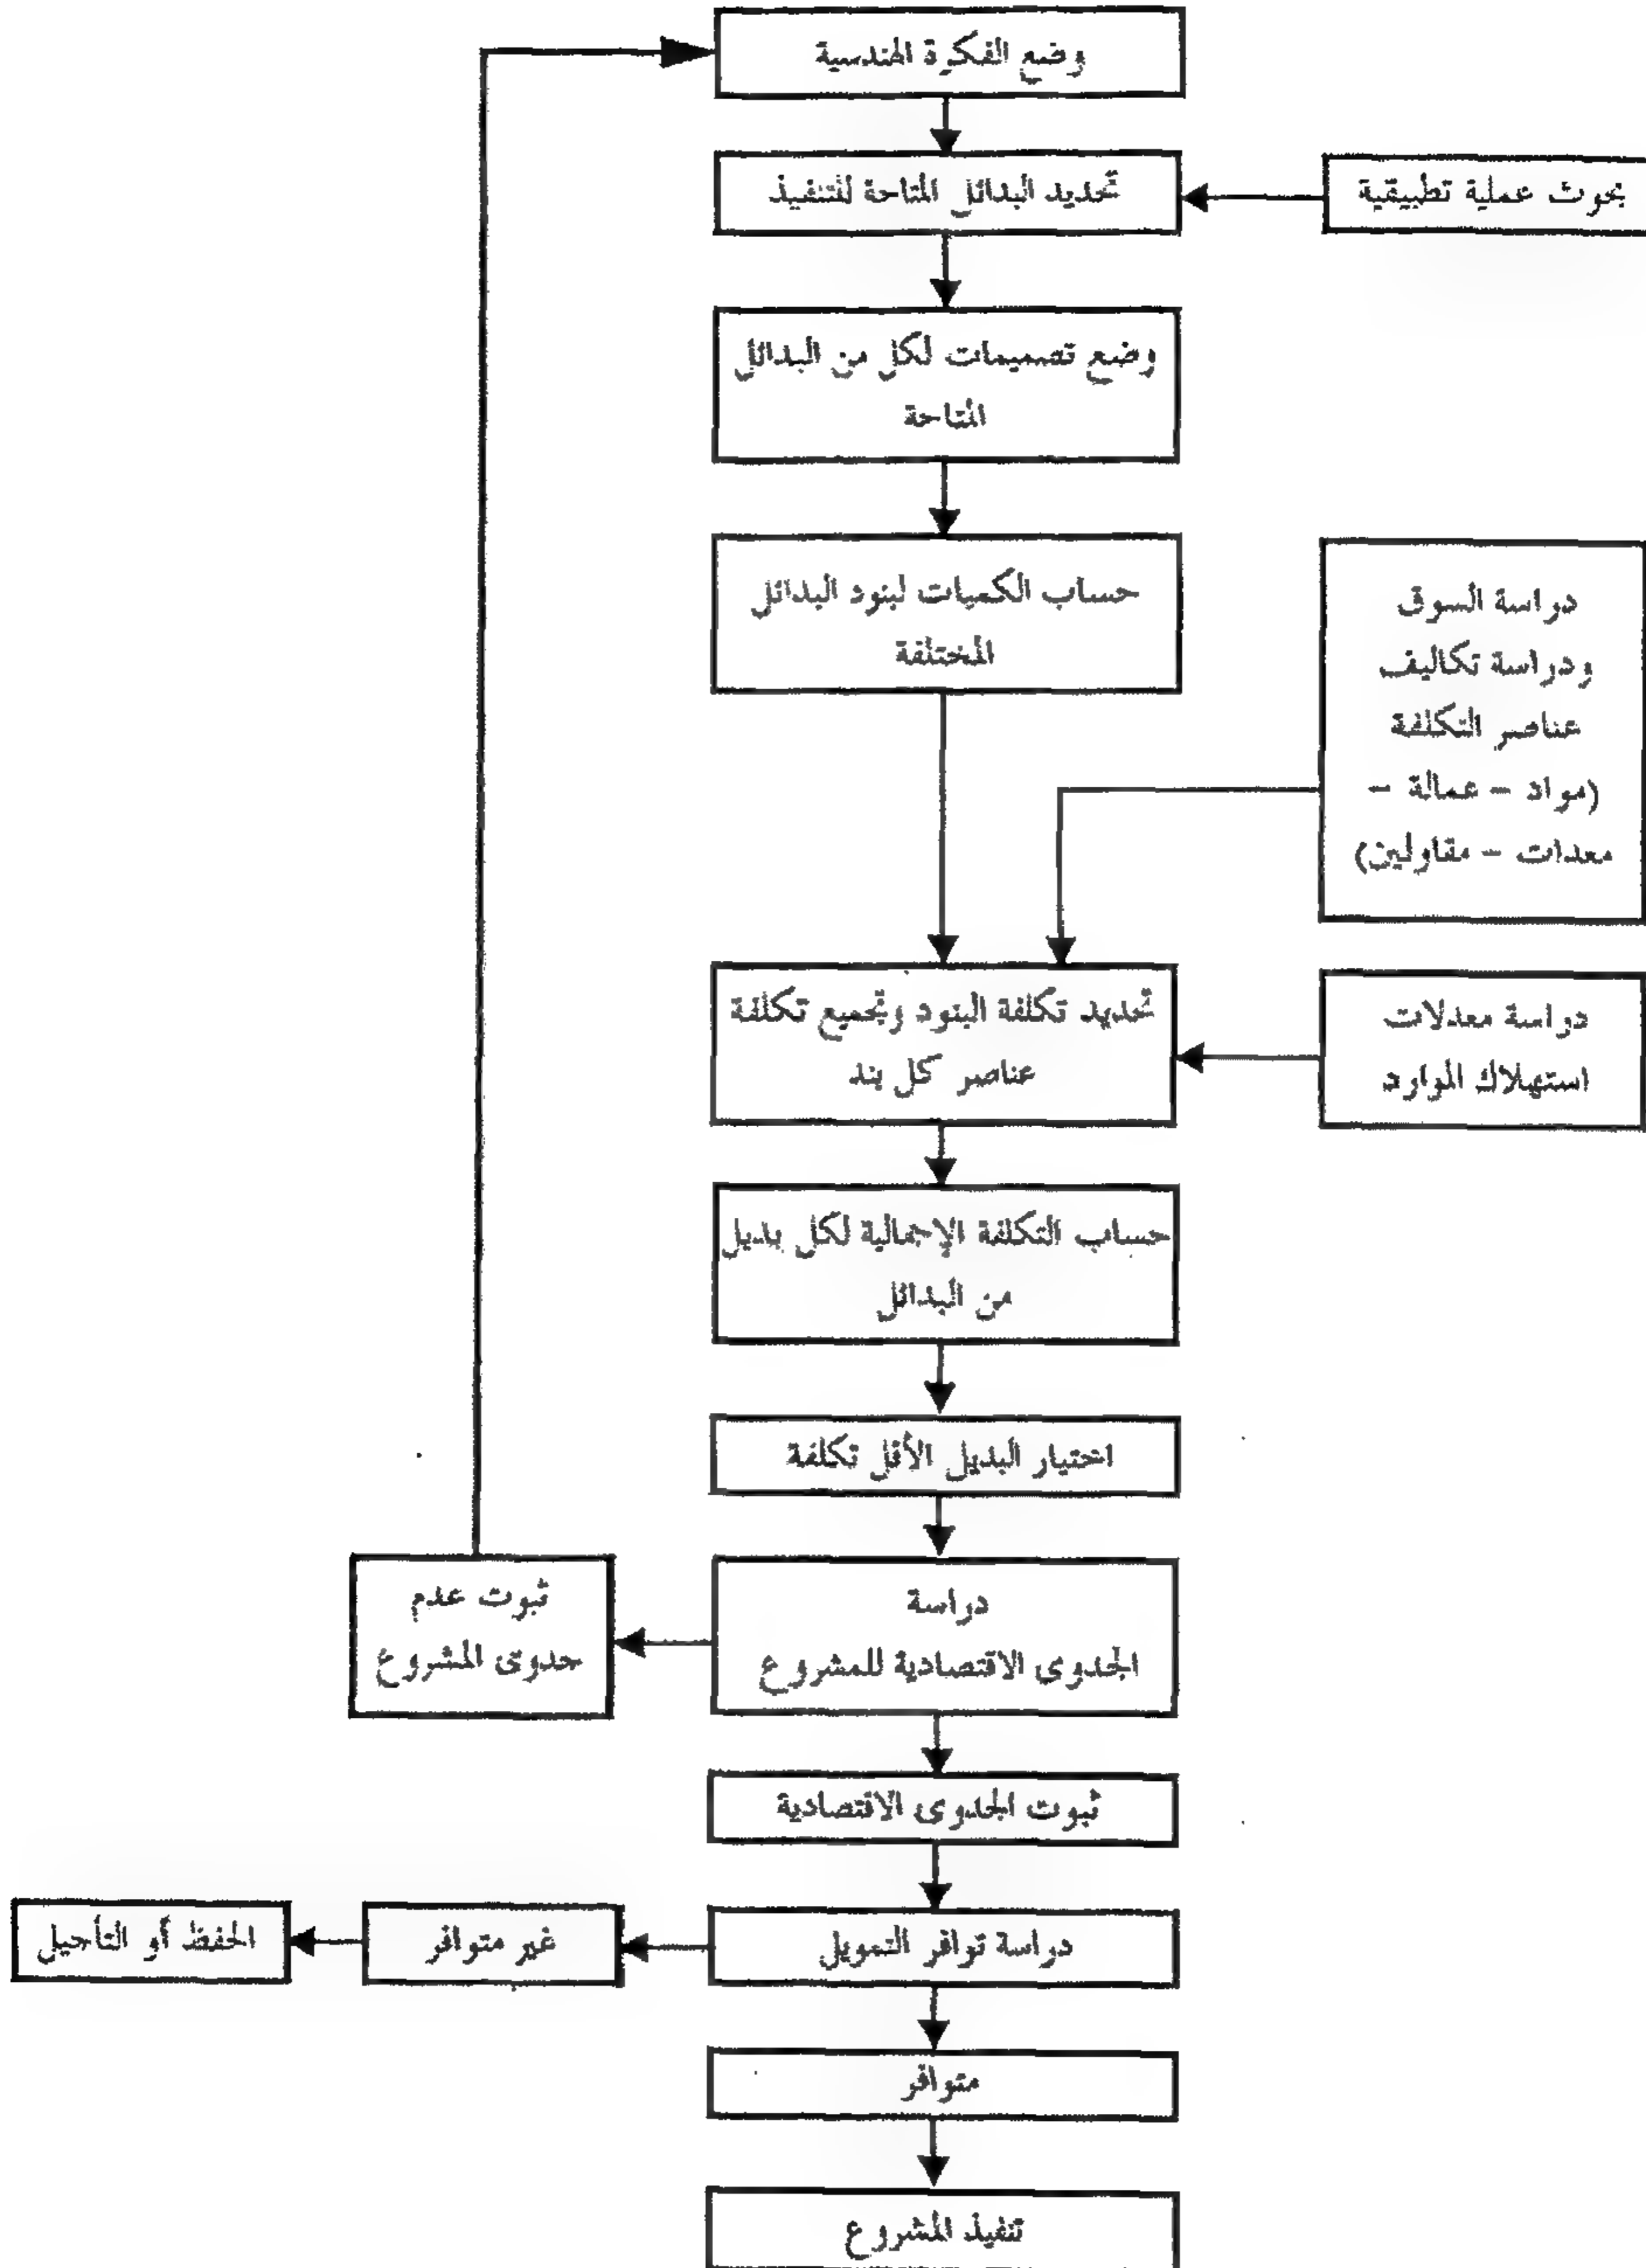 وضع الفكرة الهندسية
تحديد البدائل المتاحة للتنفيذ
بحوث عملية تطبيقية
وضع تصميمات لكل من البدائل
المتاحة
حساب الكميات لبنود البدائل
المختلفة
دراسة السوق
ودراسة تكاليف
عناصر التكلفة
(مواد – عمالة –
معدات – مقاولين)
تحديد تكلفة البنود وتجميع تكلفة
عناصر كل بند
دراسة معدلات
استهلاك الموارد
حساب التكلفة الإجمالية لكل بديل
من البدائل
اختيار البديل الأقل تكلفة
دراسة
الجدوى الاقتصادية للمشروع
ثبوت عدم
جدوى المشروع
ثبوت الجدوى الاقتصادية
دراسة توافر التمويل
غير متوافر
الحفظ أو التأجيل
متوافر
تنفيذ المشروع